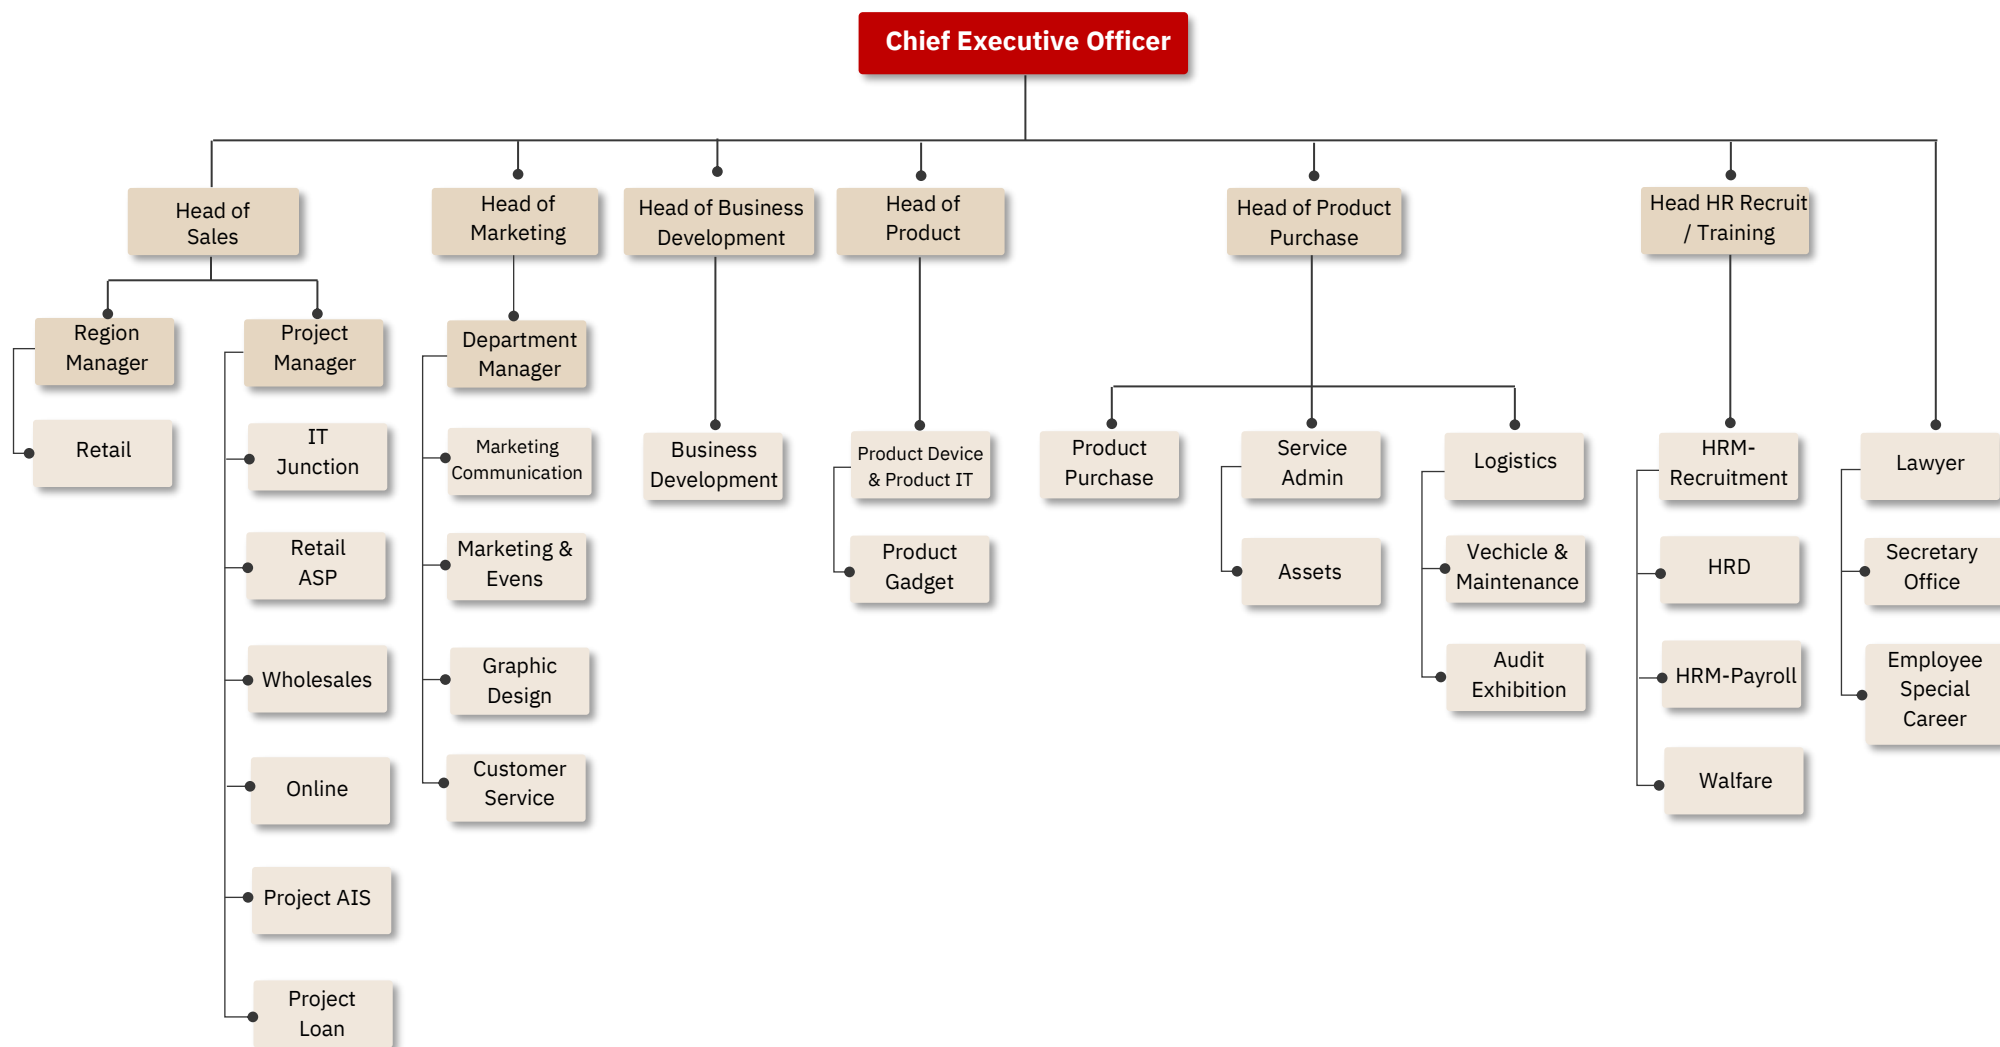 Chief Executive Officer
Head of
Sales
Head of
Marketing
Head of Business
Development
Head of
Product
Head of Product
Purchase
Head HR Recruit
/ Training
Region
Manager
Project
Manager
Department
Manager
Retail
IT
Junction
Retail
ASP
Wholesales
Online
Project AIS
Project
Loan
Marketing
Communication
Marketing &
Evens
Graphic
Design
Customer
Service
Business
Development
Product Device
& Product IT
Product
Gadget
Product
Purchase
Service
Admin
Assets
Logistics
Vechicle &
Maintenance
Audit
Exhibition
HRM-
Recruitment
HRD
HRM-Payroll
Walfare
Lawyer
Secretary
Office
Employee
Special
Career